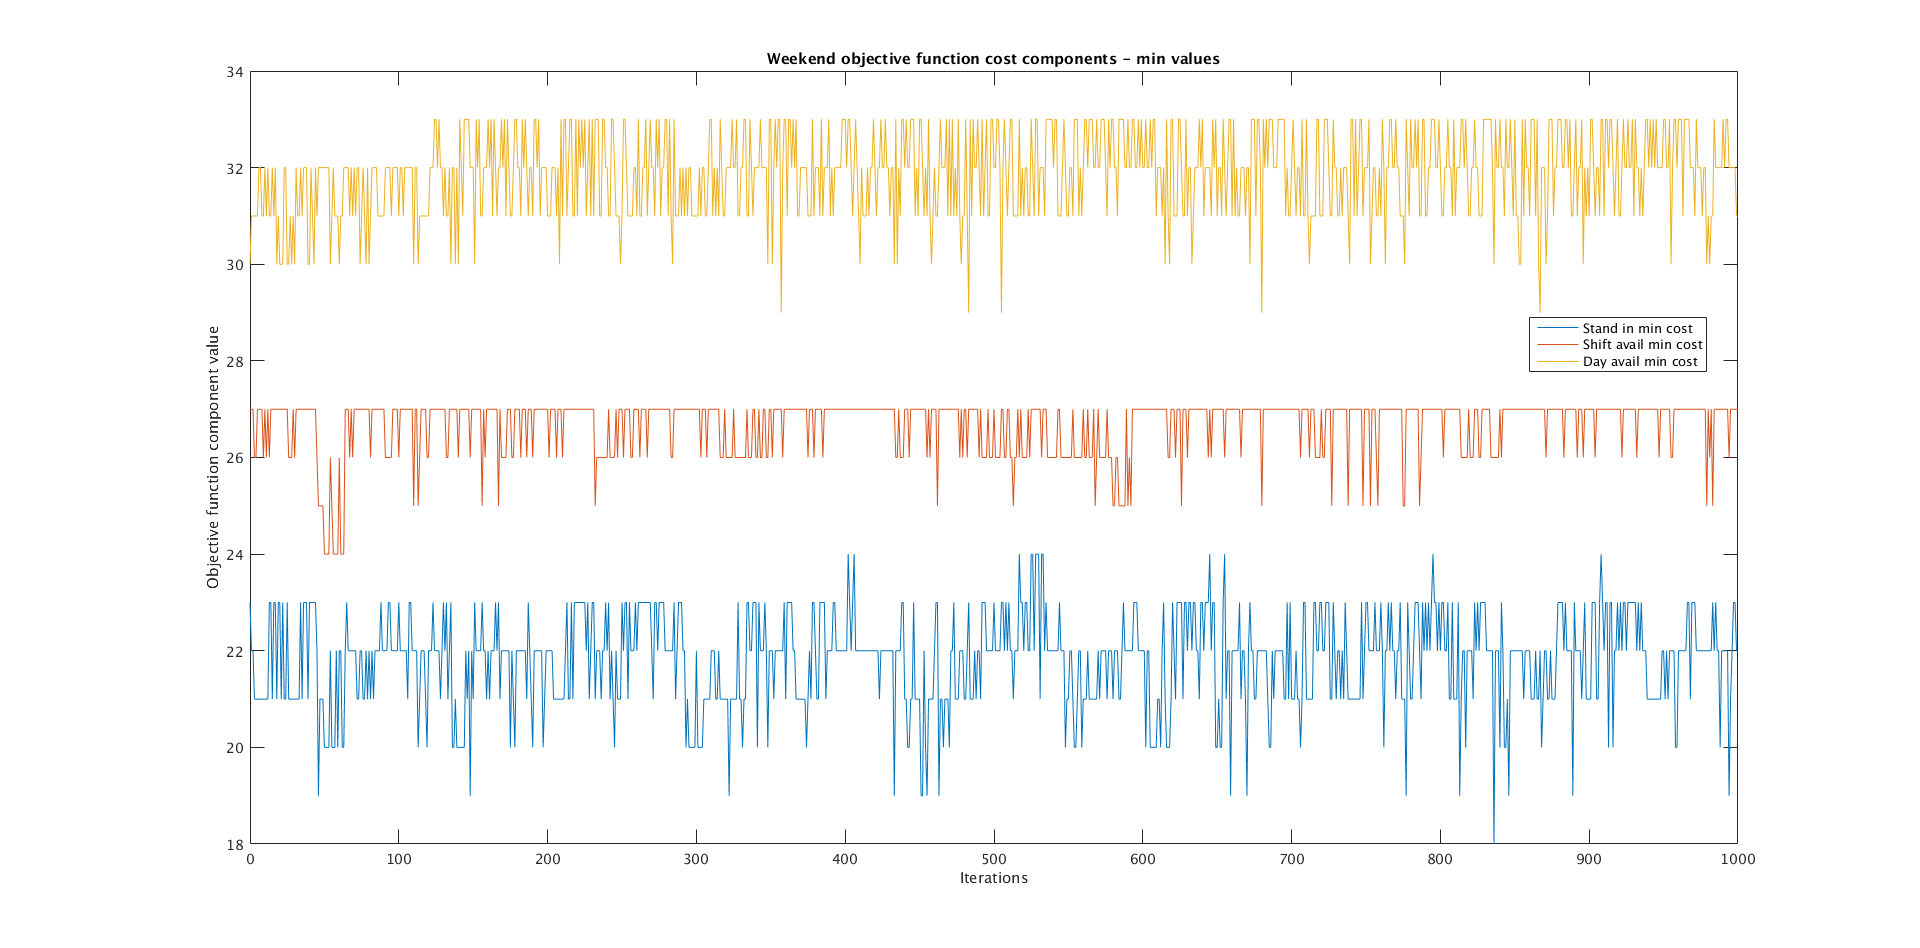 Weekend objective function cost components – min values
Objective function component value
34
32
30
28
26
24
22
20
18
Stand in min cost
Shift avail min cost
Day avail min cost
0 100 200 300 400 500 600 700 800 900 1000
Iterations